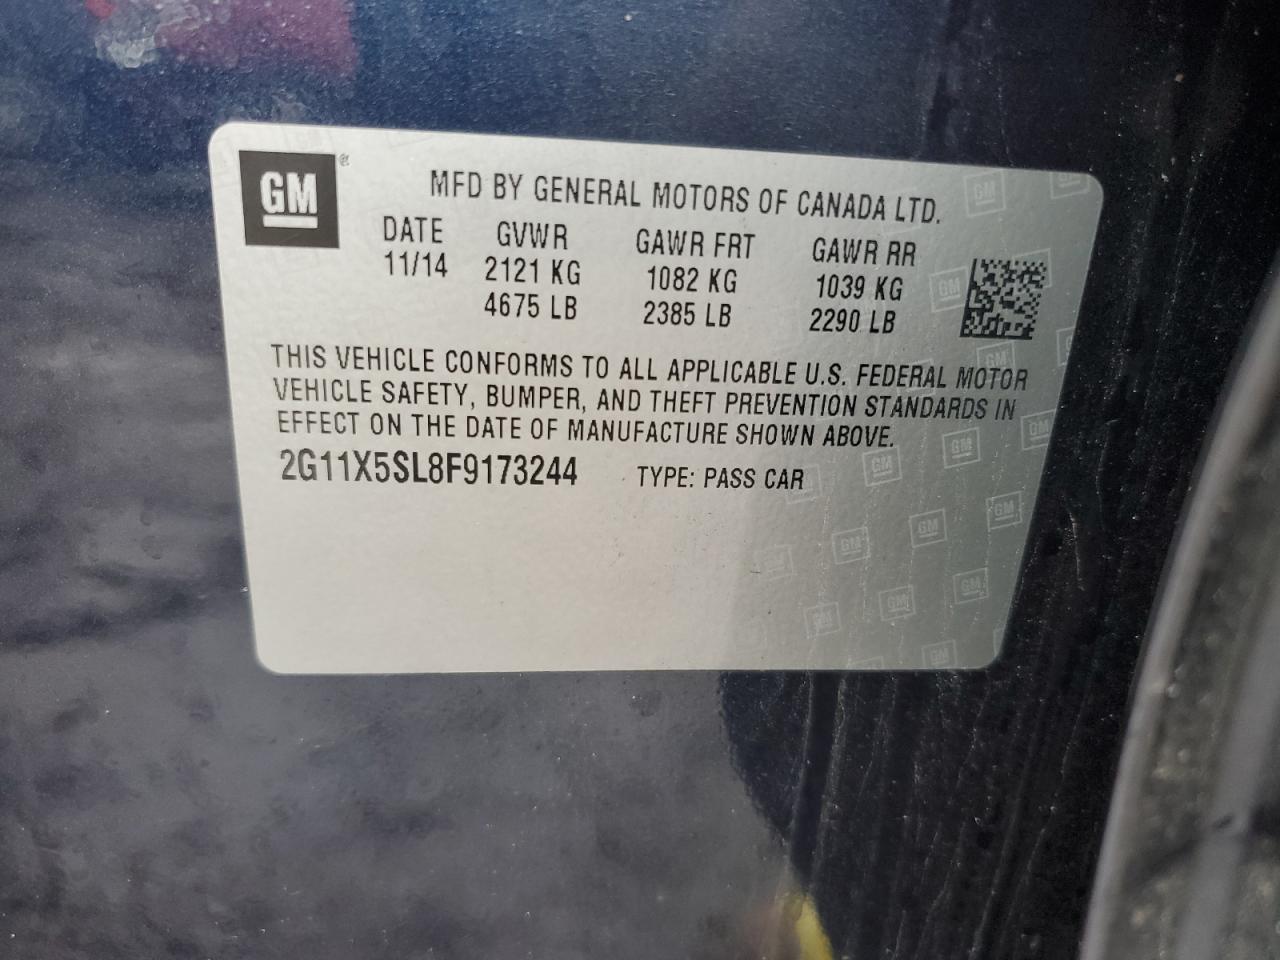 GM®
MFD BY GENERAL MOTORS OF CANADA LTD.
DATE GVWR GAWR FRT GAWR RR
11/14 2121 KG 1082 KG 1039 KG
4675 LB 2385 LB 2290 LB
THIS VEHICLE CONFORMS TO ALL APPLICABLE U.S. FEDERAL MOTOR
VEHICLE SAFETY, BUMPER, AND THEFT PREVENTION STANDARDS IN
EFFECT ON THE DATE OF MANUFACTURE SHOWN ABOVE.
2G11X5SL8F9173244 TYPE: PASS CAR